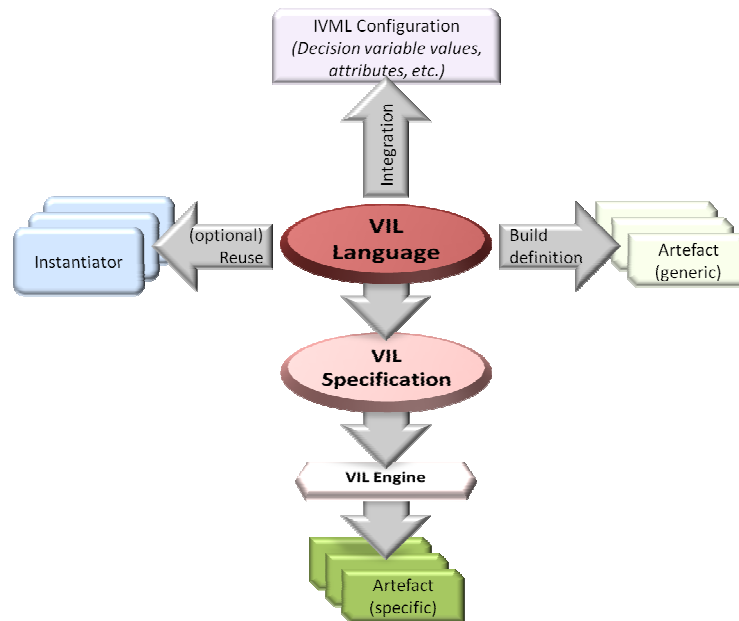 IVML Configuration
(Decision variable values,
attributes, etc.)
Integration
VIL
Language
(optional)
Reuse
Instantiator
Build
definition
Artefact
(generic)
VIL
Specification
VIL Engine
Artefact
(specific)